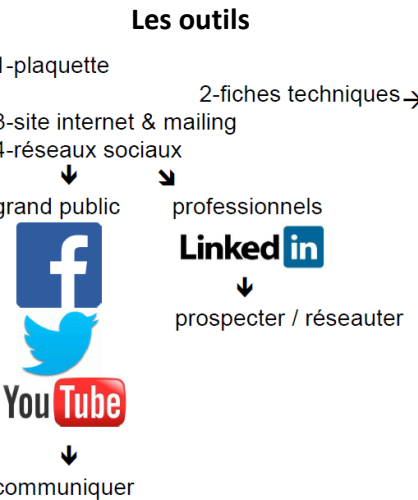 Les outils
1-plaquette
2-fiches techniques
3-site internet & mailing
4-réseaux sociaux
grand public professionnels
f
Linked in
prospecter / réseauter
You Tube
communiquer